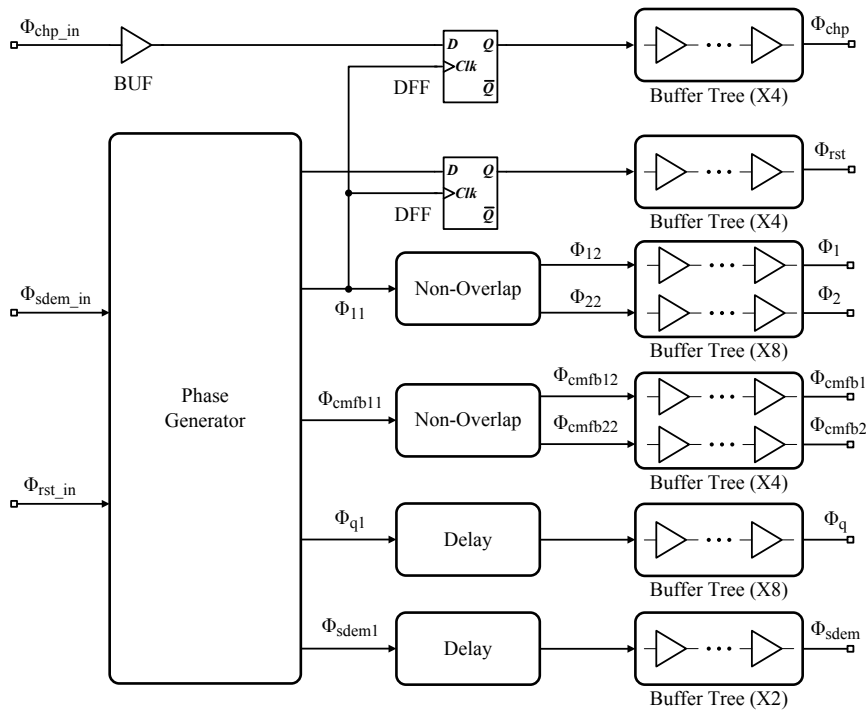 Φchp_in
BUF
D Q
Clk
Q̅
DFF
Φchp
Buffer Tree (X4)
D Q
Clk
Q̅
DFF
Φrst
Buffer Tree (X4)
Φsdem_in
Φrst_in
Phase
Generator
Φ11
Non-Overlap
Φ12
Φ22
Φ1
Φ2
Buffer Tree (X8)
Φcmfb11
Non-Overlap
Φcmfb12
Φcmfb22
Φcmfb1
Φcmfb2
Buffer Tree (X4)
Φq1
Delay
Φq
Buffer Tree (X8)
Φsdem1
Delay
Φsdem
Buffer Tree (X2)